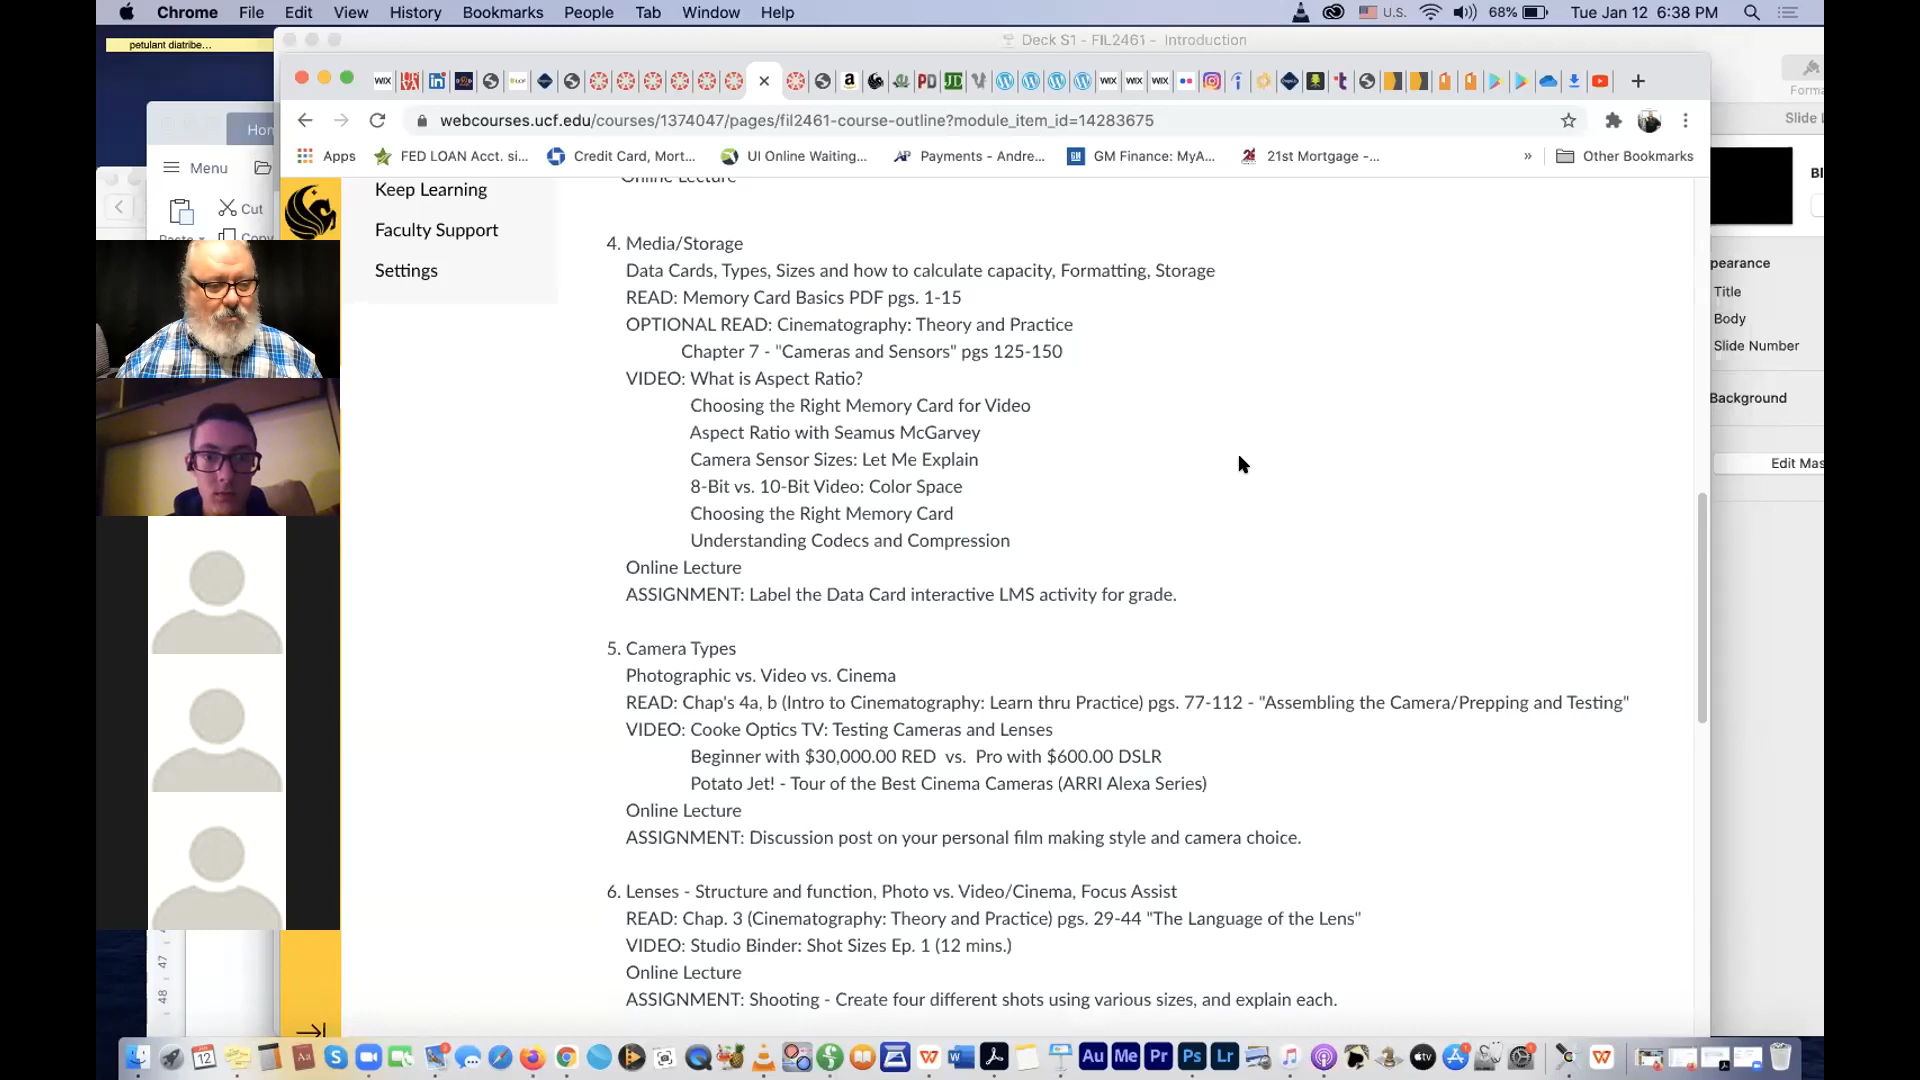 Chrome File Edit View History Bookmarks People Tab Window Help U.S. 68% Tue Jan 12 6:38 PM
petulant diatribe...
Deck S1 - FIL2461 - Introduction
webcourses.ucf.edu/courses/1374047/pages/fil2461-course-outline?module_item_id=14283675
Apps FED LOAN Acct. si... Credit Card, Mort... UI Online Waiting... Payments - Andre... GM Finance: MyA... 21st Mortgage -... » Other Bookmarks
Menu
Cut
Copy
Paste
Keep Learning
Faculty Support
Settings
Online Lecture
4. Media/Storage
Data Cards, Types, Sizes and how to calculate capacity, Formatting, Storage
READ: Memory Card Basics PDF pgs. 1-15
OPTIONAL READ: Cinematography: Theory and Practice
Chapter 7 - "Cameras and Sensors" pgs 125-150
VIDEO: What is Aspect Ratio?
Choosing the Right Memory Card for Video
Aspect Ratio with Seamus McGarvey
Camera Sensor Sizes: Let Me Explain
8-Bit vs. 10-Bit Video: Color Space
Choosing the Right Memory Card
Understanding Codecs and Compression
Online Lecture
ASSIGNMENT: Label the Data Card interactive LMS activity for grade.
5. Camera Types
Photographic vs. Video vs. Cinema
READ: Chap's 4a, b (Intro to Cinematography: Learn thru Practice) pgs. 77-112 - "Assembling the Camera/Prepping and Testing"
VIDEO: Cooke Optics TV: Testing Cameras and Lenses
Beginner with $30,000.00 RED vs. Pro with $600.00 DSLR
Potato Jet! - Tour of the Best Cinema Cameras (ARRI Alexa Series)
Online Lecture
ASSIGNMENT: Discussion post on your personal film making style and camera choice.
6. Lenses - Structure and function, Photo vs. Video/Cinema, Focus Assist
READ: Chap. 3 (Cinematography: Theory and Practice) pgs. 29-44 "The Language of the Lens"
VIDEO: Studio Binder: Shot Sizes Ep. 1 (12 mins.)
Online Lecture
ASSIGNMENT: Shooting - Create four different shots using various sizes, and explain each.
Slide
Title
Body
Slide Number
Background
Edit Mas
47
48